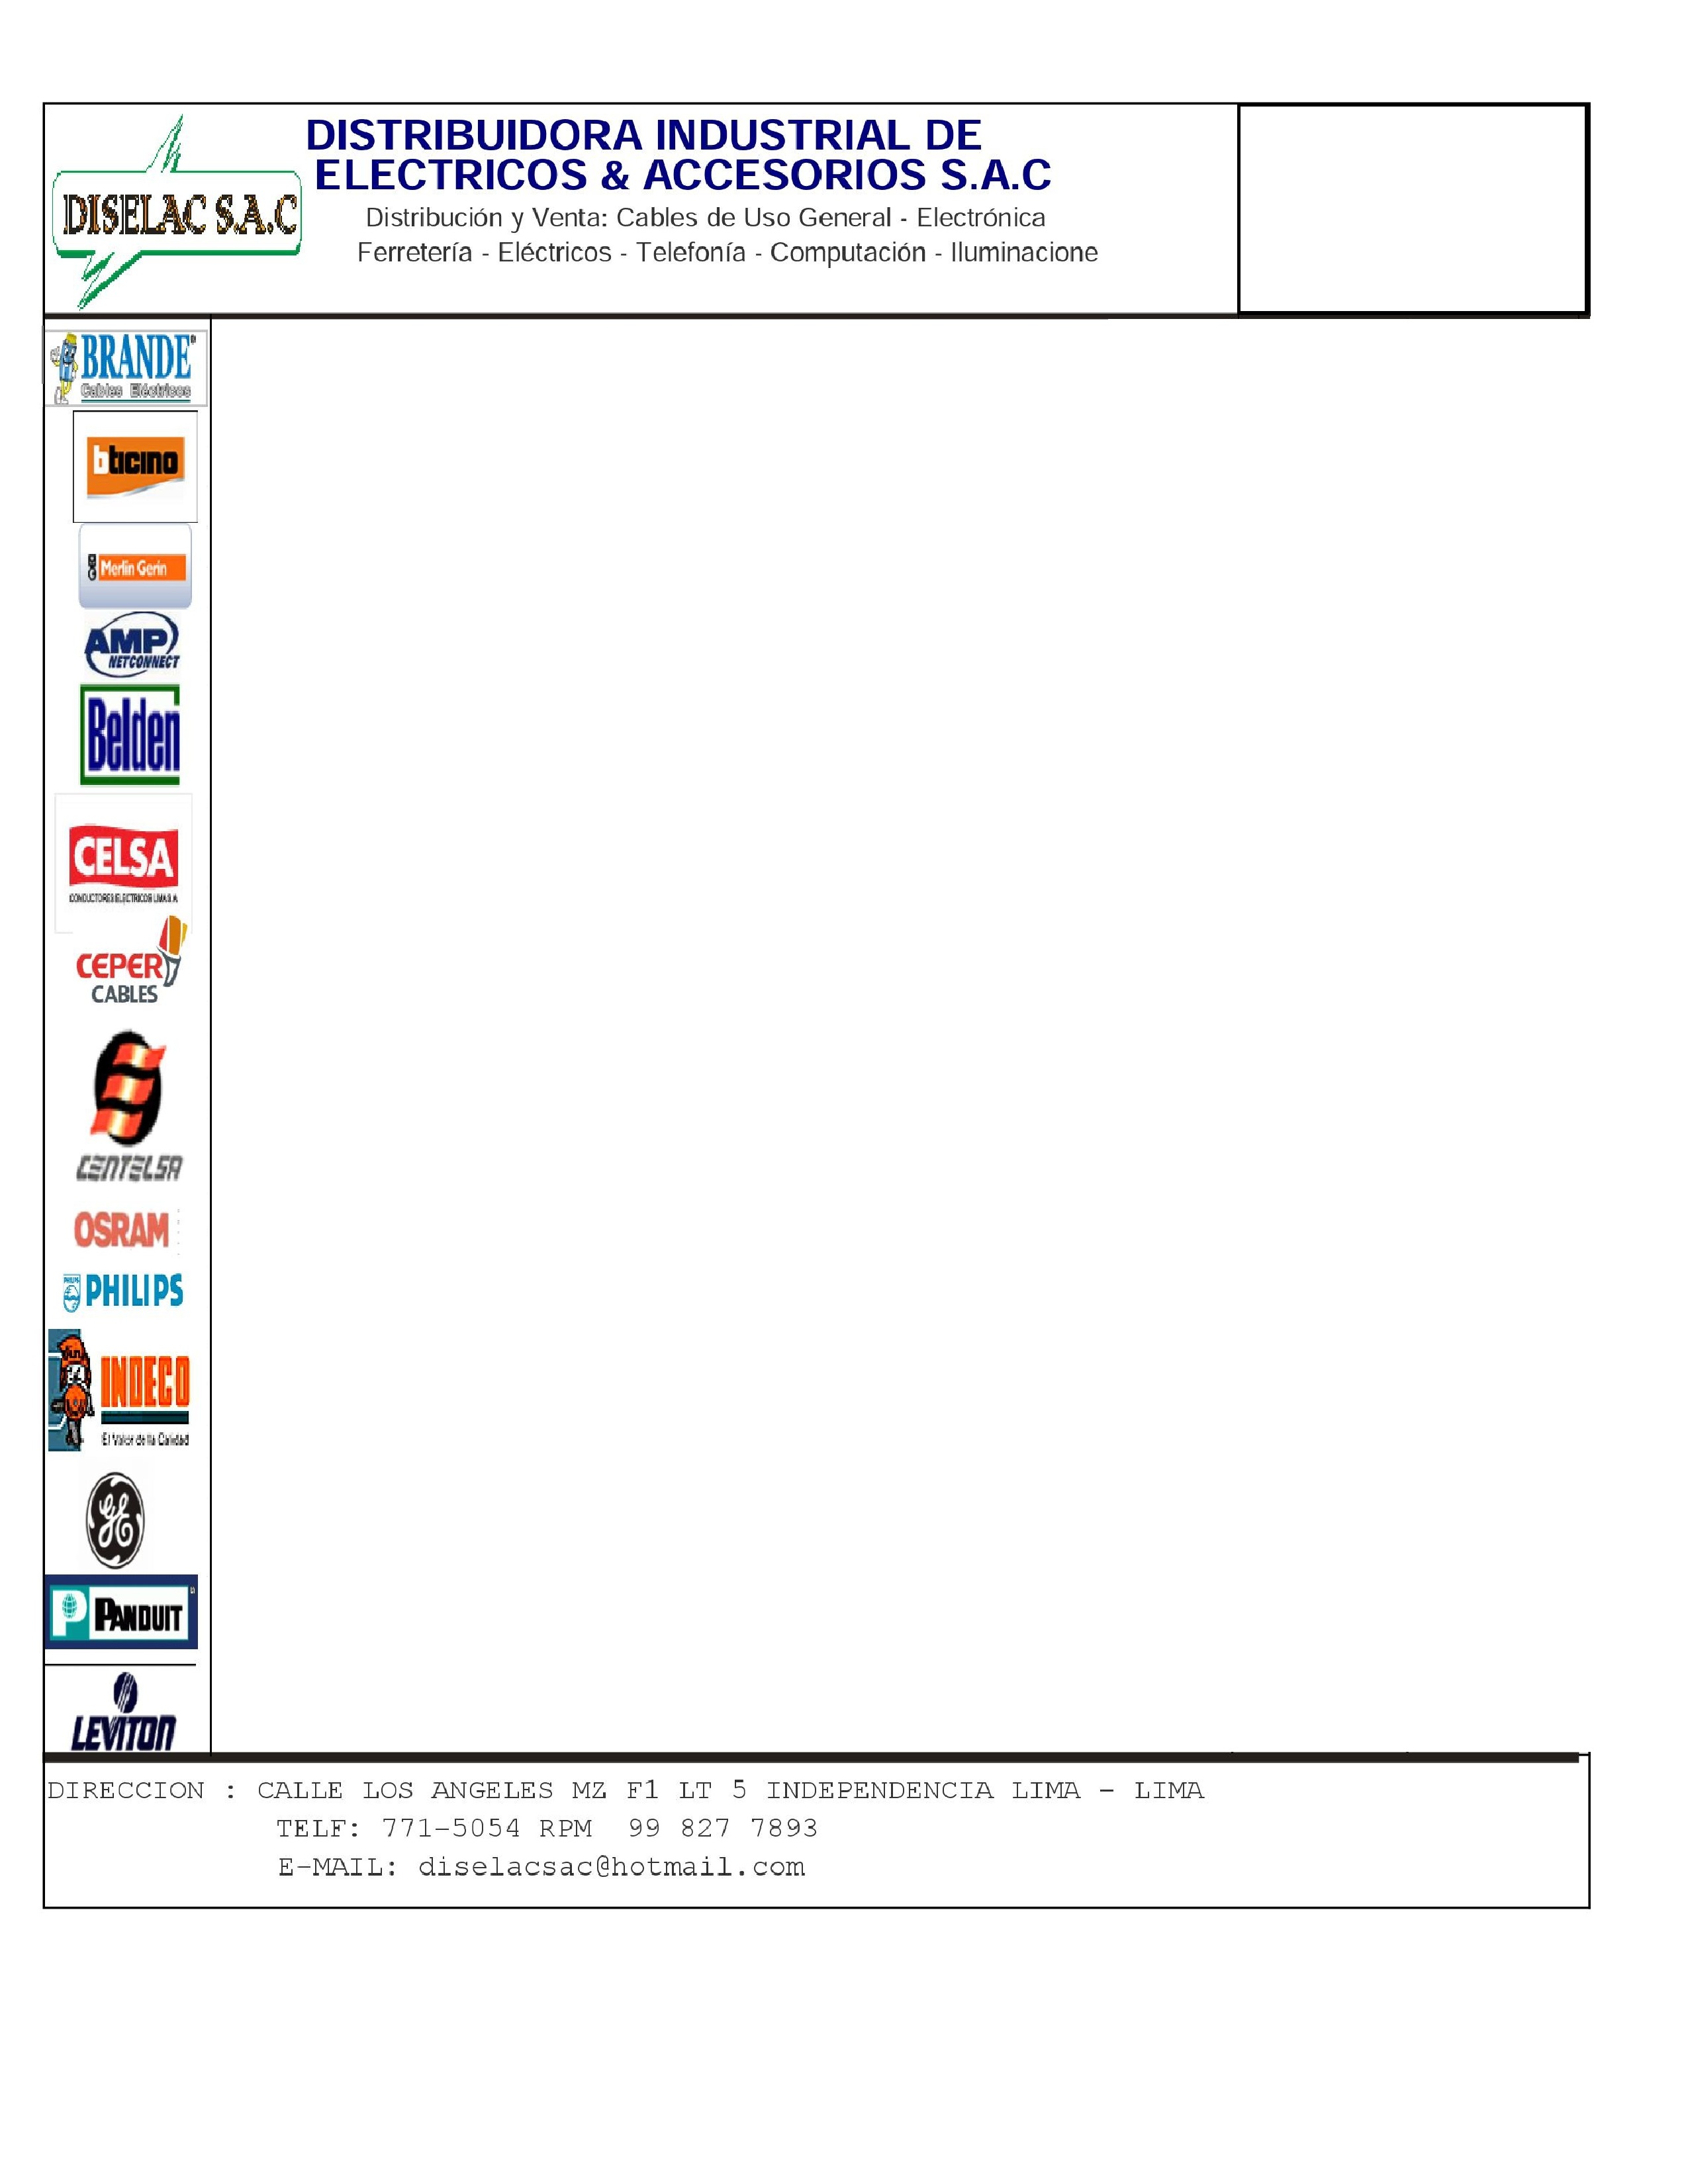 DISELAC S.A.C
DISTRIBUIDORA INDUSTRIAL DE
ELECTRICOS & ACCESORIOS S.A.C
Distribución y Venta: Cables de Uso General - Electrónica
Ferretería - Eléctricos - Telefonía - Computación - Iluminacione
BRANDE
Cables Eléctricos
bticino
Merlin Gerin
AMP
NETCONNECT
Belden
CELSA
CONDUCTORES ELECTRICOS LIMA S.A.
CEPER
CABLES
CENTELSA
OSRAM
PHILIPS
INDECO
El Valor de la Calidad
GE
P PANDUIT
LEVITON
DIRECCION : CALLE LOS ANGELES MZ F1 LT 5 INDEPENDENCIA LIMA - LIMA
TELF: 771-5054 RPM 99 827 7893
E-MAIL: diselacsac@hotmail.com